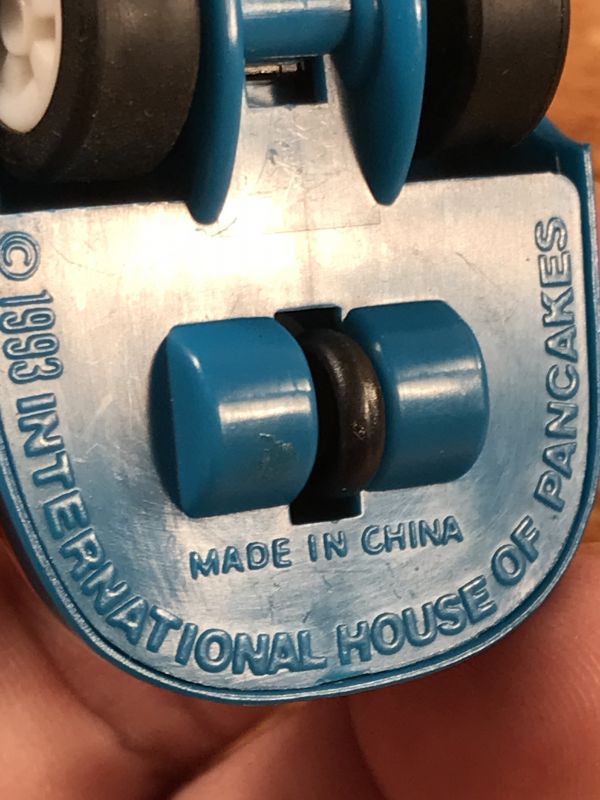 © 1993 INTERNATIONAL HOUSE OF PANCAKES
MADE IN CHINA